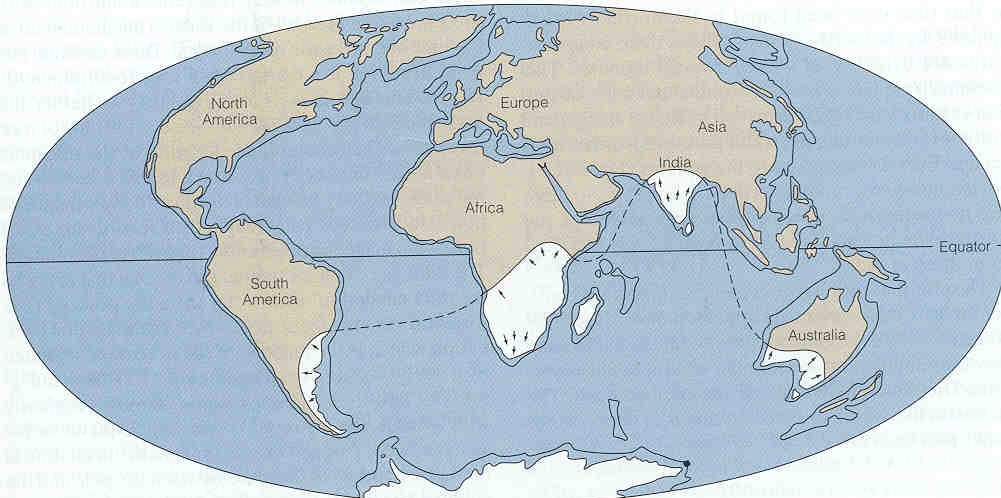 North
America
Europe
Asia
India
Africa
Equator
South
America
Australia